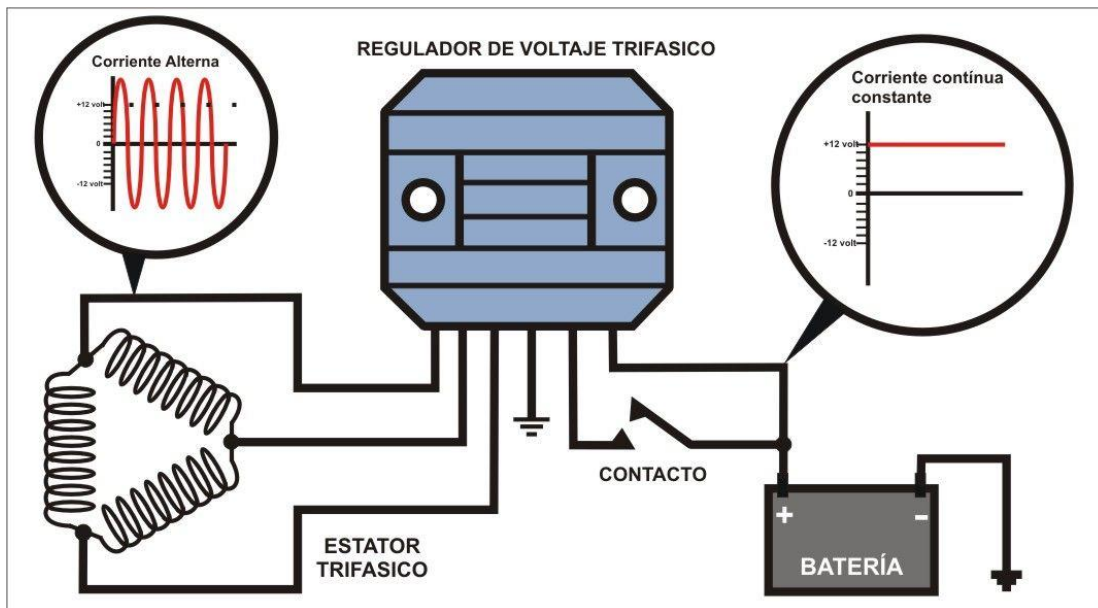 REGULADOR DE VOLTAJE TRIFASICO
Corriente Alterna
+12 volt
0
-12 volt
Corriente contínua
constante
+12 volt
0
-12 volt
CONTACTO
ESTATOR
TRIFASICO
+ -
BATERÍA